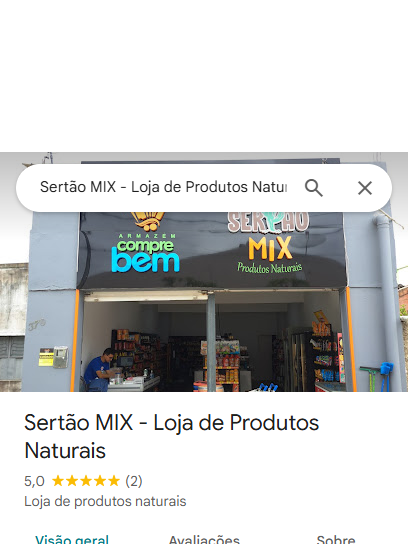 Sertão MIX - Loja de Produtos Natur
ARMAZÉM
compre
bem
SERTÃO
MIX
Produtos Naturais
Sertão MIX - Loja de Produtos
Naturais
5,0 ★★★★★ (2)
Loja de produtos naturais
Visão geral Avaliações Sobre